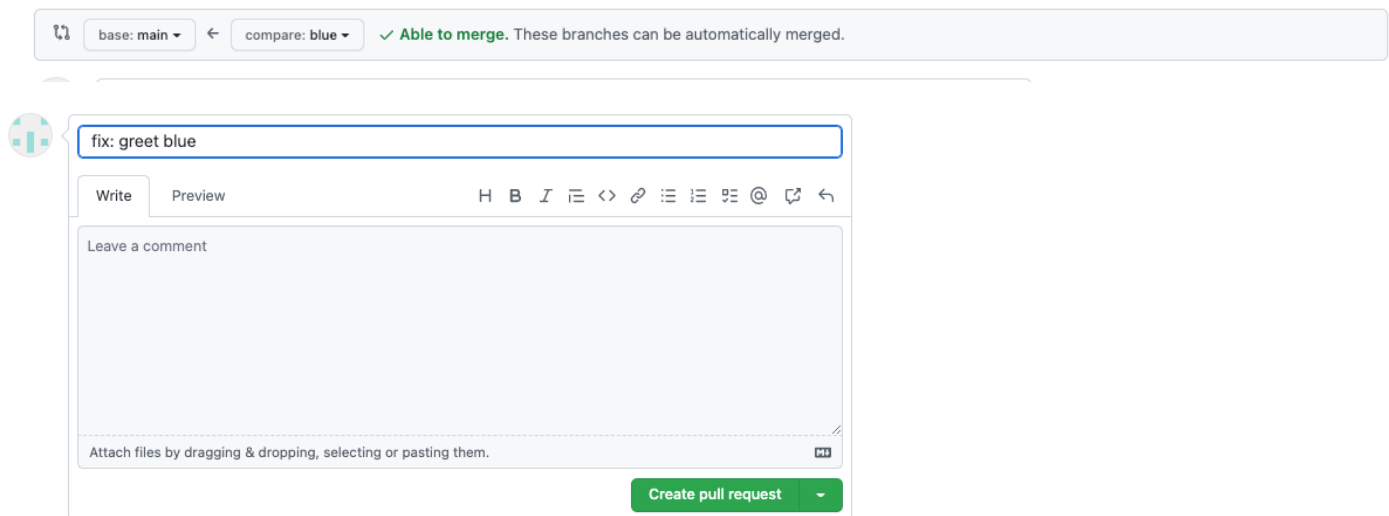 base: main compare: blue Able to merge. These branches can be automatically merged.
fix: greet blue
Write Preview
Leave a comment
Attach files by dragging & dropping, selecting or pasting them.
Create pull request